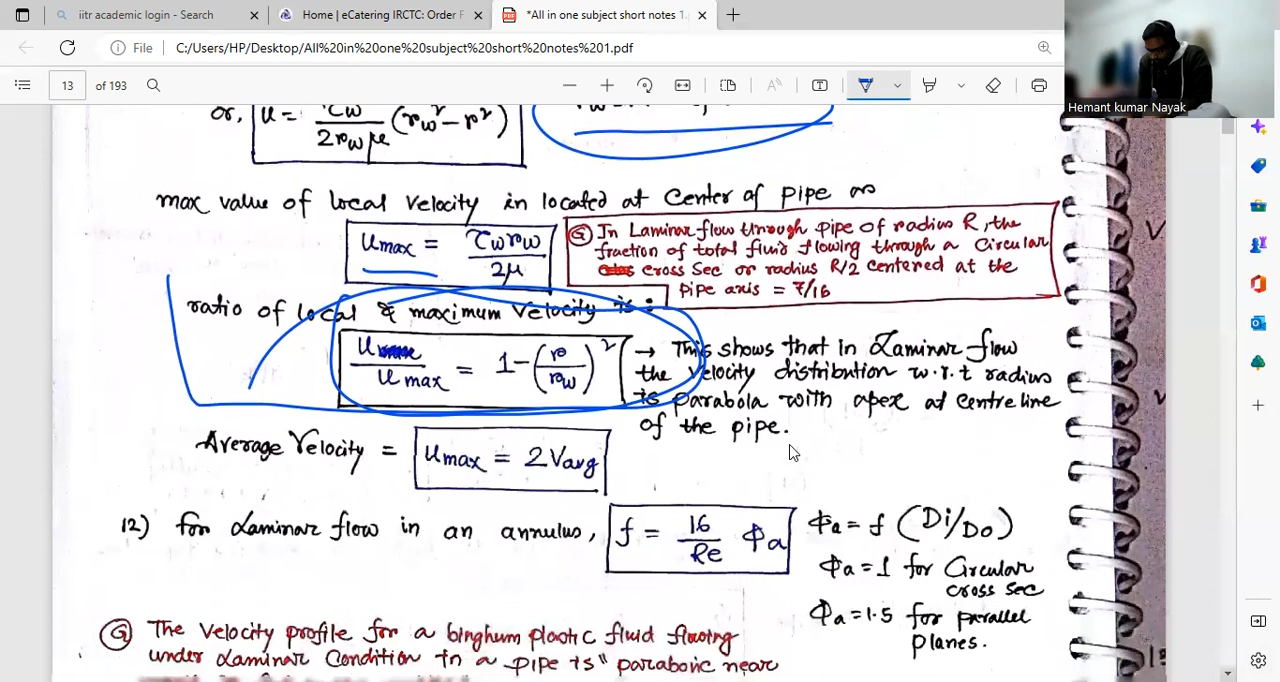 iitr academic login - Search
Home | eCatering IRCTC: Order F
*All in one subject short notes 1.p
File
C:/Users/HP/Desktop/All%20in%20one%20subject%20short%20notes%201.pdf
13 of 193
Hemant kumar Nayak
or, u = τw / 2rwμ (rw² - r²)
max value of local velocity in located at center of pipe as
umax = τwrw / 2μ
G In Laminar flow through pipe of radius R, the
fraction of total fluid flowing through a circular
cross sec or radius R/2 centered at the
pipe axis = 7/16
ratio of local & maximum velocity is :
u / umax = 1-(r/rw)²
→ This shows that in Laminar flow
the velocity distribution w.r.t radius
is parabola with apex at centre line
of the pipe.
Average Velocity = umax = 2Vavg
12) for Laminar flow in an annulus, f = 16/Re Φa
Φa = f (Di/Do)
Φa = 1 for Circular
cross sec
Φa = 1.5 for parallel
planes.
G The Velocity profile for a binghum plastic fluid flowing
under Laminar Condition in a pipe is " parabolic near